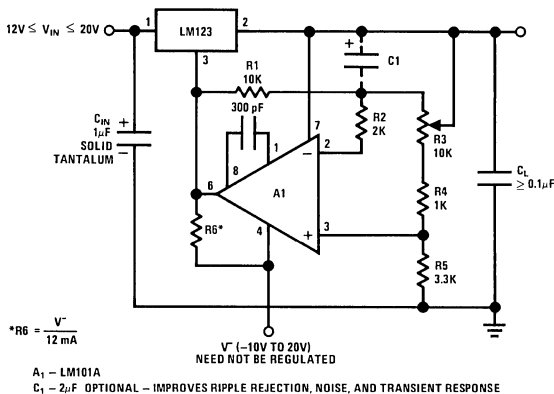 12V ≤ VIN ≤ 20V
1
LM123
2
3
R1
10K
+
C1
300 pF
CIN
+
1μF
SOLID
TANTALUM
−
7
R2
2K
R3
10K
1
8
−
2
6
A1
R4
1K
CL
≥ 0.1μF
R6*
4
+
3
R5
3.3K
*R6 = V− / 12 mA
V− (−10V TO 20V)
NEED NOT BE REGULATED
A1 – LM101A
C1 – 2μF OPTIONAL – IMPROVES RIPPLE REJECTION, NOISE, AND TRANSIENT RESPONSE